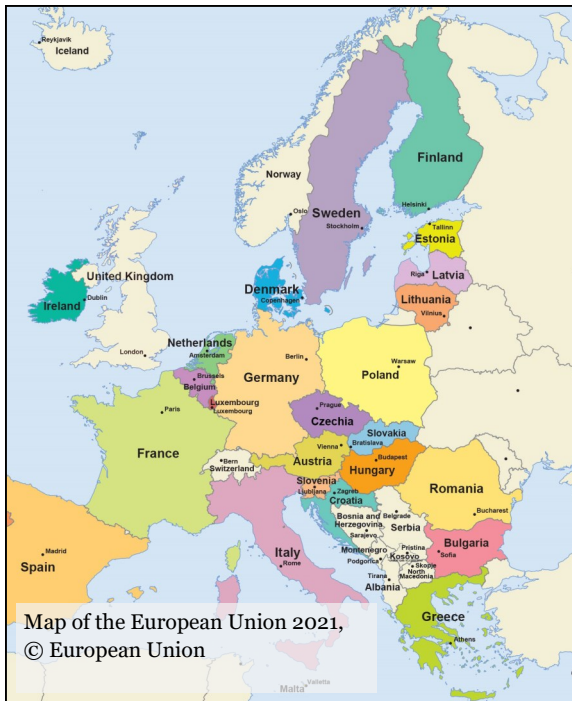 Reykjavik
Iceland
Norway
Oslo
Sweden
Stockholm
Finland
Helsinki
Tallinn
Estonia
Riga
Latvia
Lithuania
Vilnius
United Kingdom
Ireland
Dublin
London
Denmark
Copenhagen
Netherlands
Amsterdam
Brussels
Belgium
Luxembourg
Luxembourg
Berlin
Germany
Warsaw
Poland
Prague
Czechia
Slovakia
Bratislava
Vienna
Austria
Budapest
Hungary
Paris
France
Bern
Switzerland
Slovenia
Ljubljana
Zagreb
Croatia
Romania
Bucharest
Bosnia and
Herzegovina
Sarajevo
Belgrade
Serbia
Montenegro
Podgorica
Pristina
Kosovo
Skopje
North
Macedonia
Tirana
Albania
Bulgaria
Sofia
Madrid
Spain
Italy
Rome
Greece
Athens
Map of the European Union 2021,
© European Union
Valletta
Malta